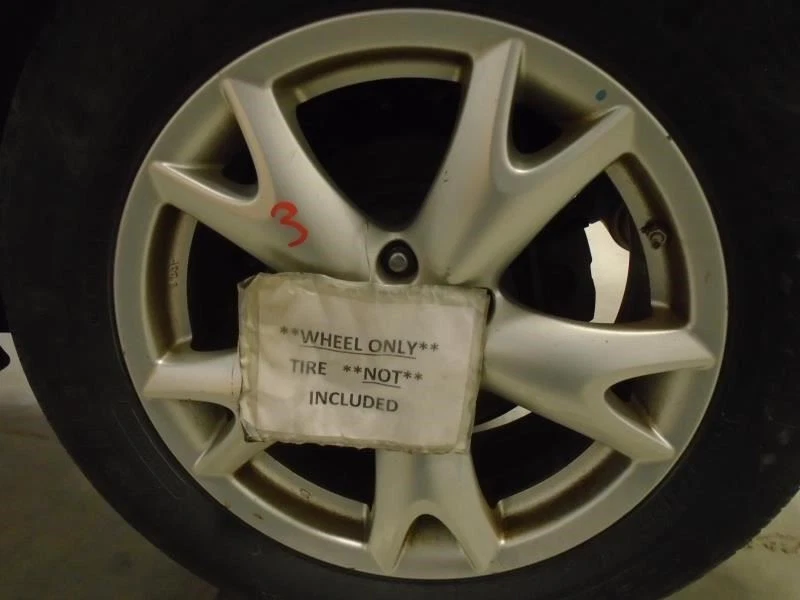 3
**WHEEL ONLY**
TIRE **NOT**
INCLUDED